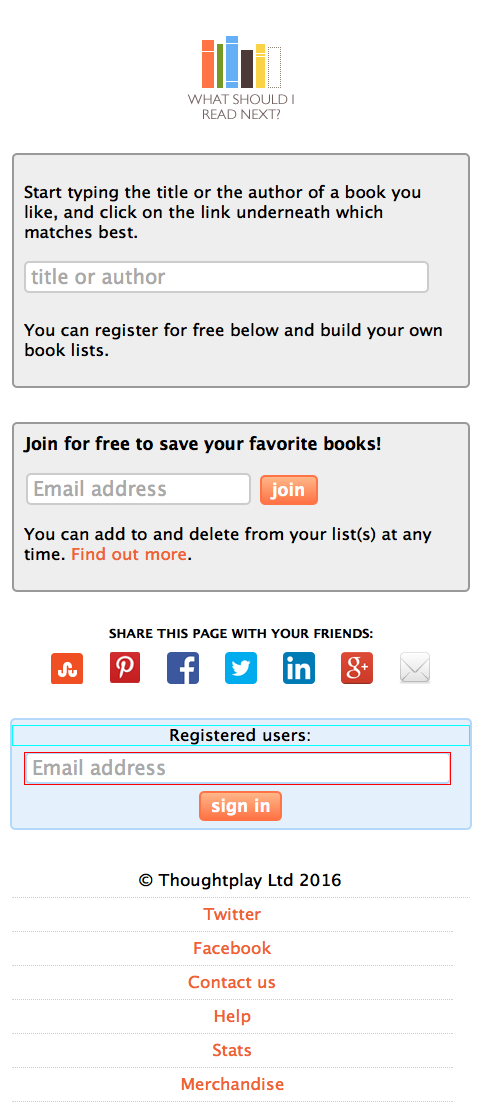 WHAT SHOULD I
READ NEXT?
Start typing the title or the author of a book you
like, and click on the link underneath which
matches best.
title or author
You can register for free below and build your own
book lists.
Join for free to save your favorite books!
Email address
join
You can add to and delete from your list(s) at any
time. Find out more.
SHARE THIS PAGE WITH YOUR FRIENDS:
Registered users:
Email address
sign in
© Thoughtplay Ltd 2016
Twitter
Facebook
Contact us
Help
Stats
Merchandise